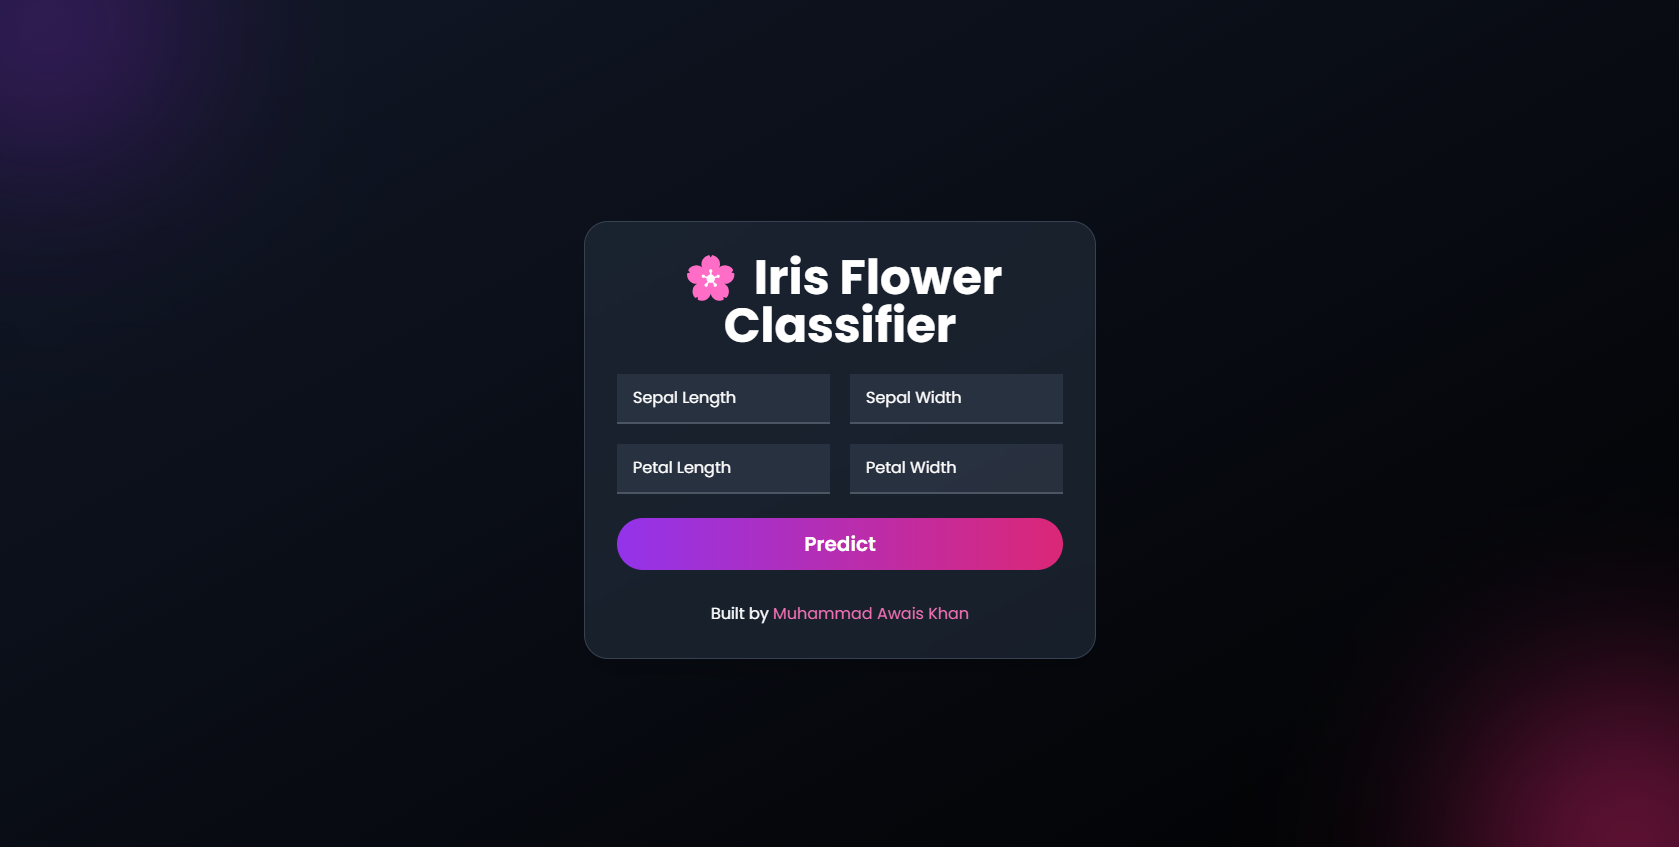 🌸 Iris Flower
Classifier
Sepal Length
Sepal Width
Petal Length
Petal Width
Predict
Built by Muhammad Awais Khan